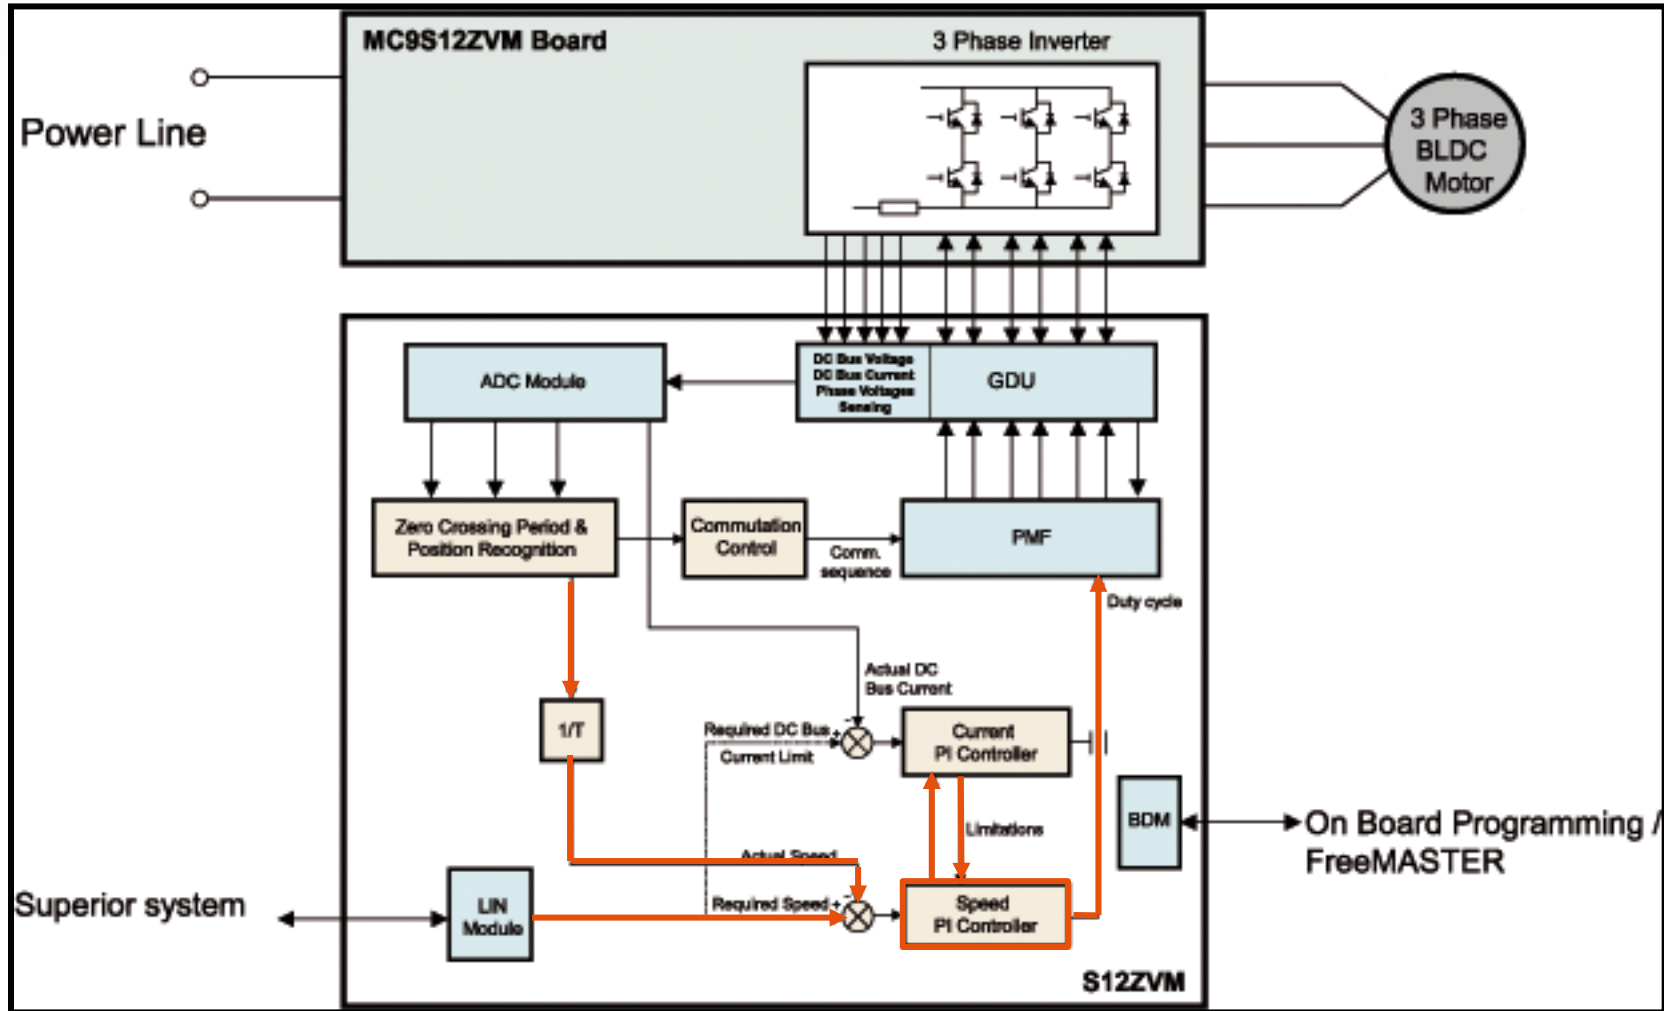 MC9S12ZVM Board
3 Phase Inverter
Power Line
3 Phase
BLDC
Motor
ADC Module
DC Bus Voltage
DC Bus Current
Phase Voltages
Sensing
GDU
Zero Crossing Period &
Position Recognition
Commutation
Control
Comm.
sequence
PMF
Duty cycle
Actual DC
Bus Current
1/T
Required DC Bus
Current Limit
+
-
Current
PI Controller
Limitations
BDM
On Board Programming /
FreeMASTER
Actual Speed
Superior system
LIN
Module
Required Speed
+
-
Speed
PI Controller
S12ZVM